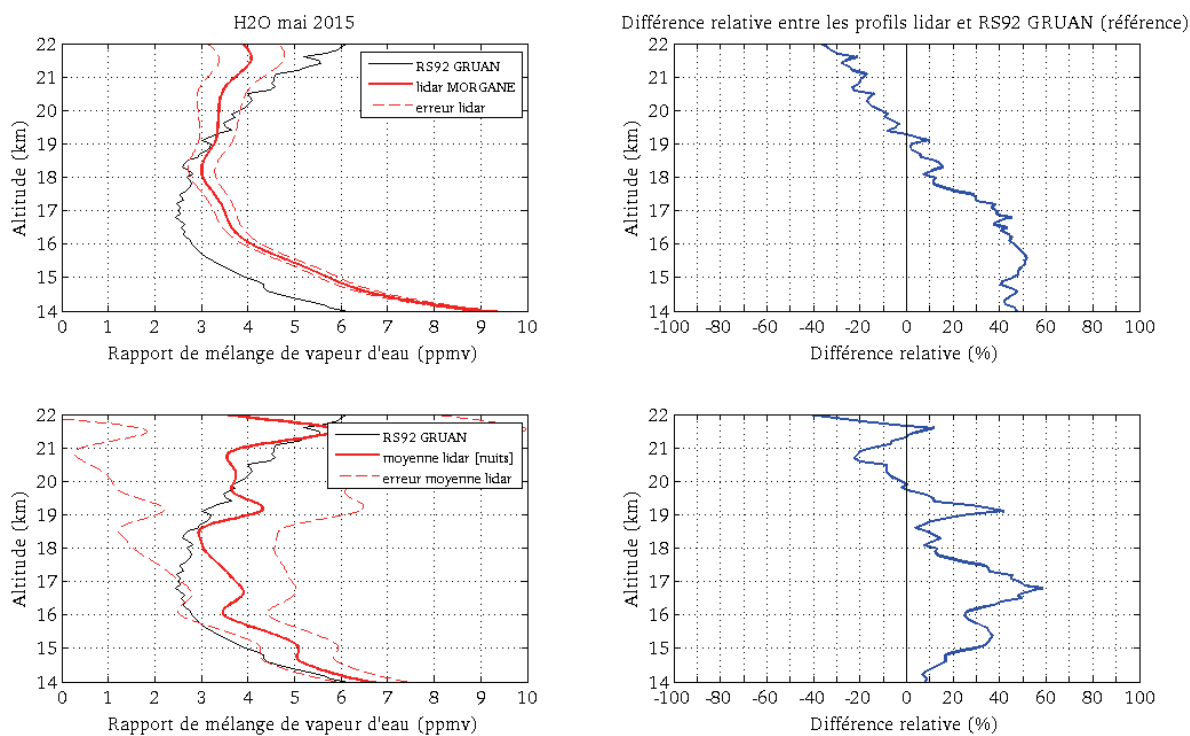 H2O mai 2015
22
21
20
19
18
17
16
15
14
Altitude (km)
RS92 GRUAN
lidar MORGANE
erreur lidar
0 1 2 3 4 5 6 7 8 9 10
Rapport de mélange de vapeur d'eau (ppmv)
Différence relative entre les profils lidar et RS92 GRUAN (référence)
22
21
20
19
18
17
16
15
14
Altitude (km)
-100 -80 -60 -40 -20 0 20 40 60 80 100
Différence relative (%)
22
21
20
19
18
17
16
15
14
Altitude (km)
RS92 GRUAN
moyenne lidar [nuits]
erreur moyenne lidar
0 1 2 3 4 5 6 7 8 9 10
Rapport de mélange de vapeur d'eau (ppmv)
22
21
20
19
18
17
16
15
14
Altitude (km)
-100 -80 -60 -40 -20 0 20 40 60 80 100
Différence relative (%)